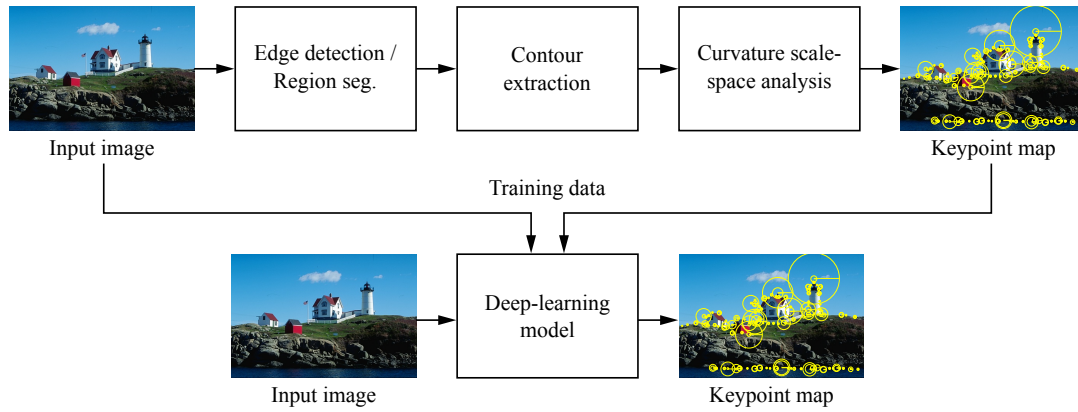 Edge detection /
Region seg.
Contour
extraction
Curvature scale-
space analysis
Input image
Keypoint map
Training data
Deep-learning
model
Input image
Keypoint map